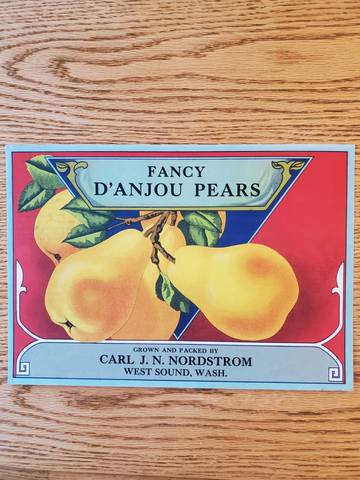 FANCY
D'ANJOU PEARS
GROWN AND PACKED BY
CARL J. N. NORDSTROM
WEST SOUND, WASH.